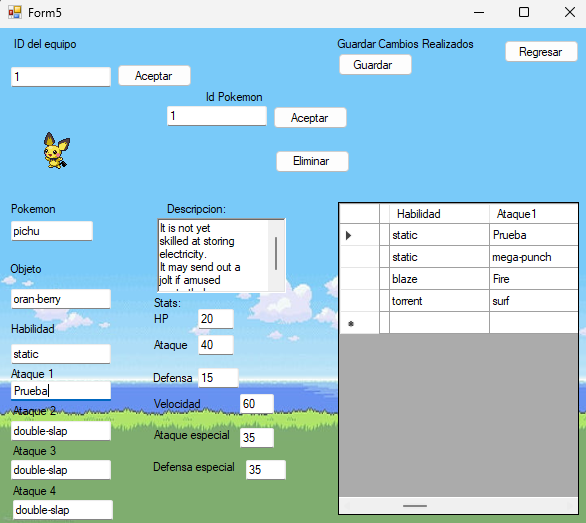 Form5
ID del equipo
Guardar Cambios Realizados
1
Aceptar
Guardar
Regresar
Id Pokemon
1
Aceptar
Eliminar
Pokemon
pichu
Objeto
oran-berry
Habilidad
static
Ataque 1
Prueba
Ataque 2
double-slap
Ataque 3
double-slap
Ataque 4
double-slap
Descripcion:
It is not yet
skilled at storing
electricity.
It may send out a
jolt if amused
Stats:
HP 20
Ataque 40
Defensa 15
Velocidad 60
Ataque especial 35
Defensa especial 35
Habilidad Ataque1
static Prueba
static mega-punch
blaze Fire
torrent surf